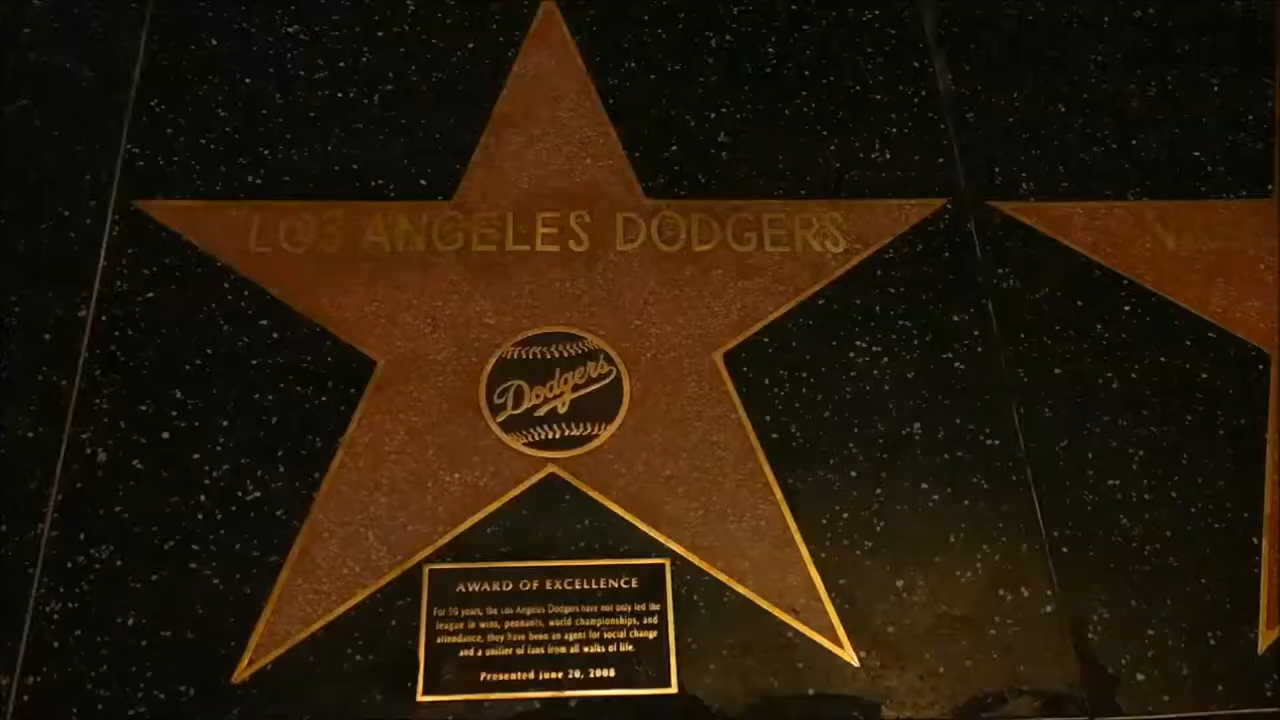 LOS ANGELES DODGERS
Dodgers
AWARD OF EXCELLENCE
For 50 years, the Los Angeles Dodgers have not only led the
league in wins, pennants, world championships, and
attendance, they have been an agent for social change
and a unifier of fans from all walks of life.
Presented June 20, 2008